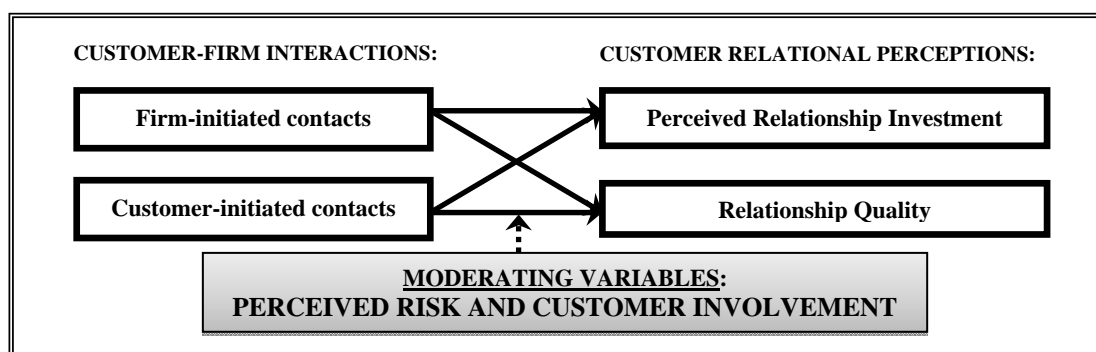 CUSTOMER-FIRM INTERACTIONS:
CUSTOMER RELATIONAL PERCEPTIONS:
Firm-initiated contacts
Perceived Relationship Investment
Customer-initiated contacts
Relationship Quality
MODERATING VARIABLES:
PERCEIVED RISK AND CUSTOMER INVOLVEMENT